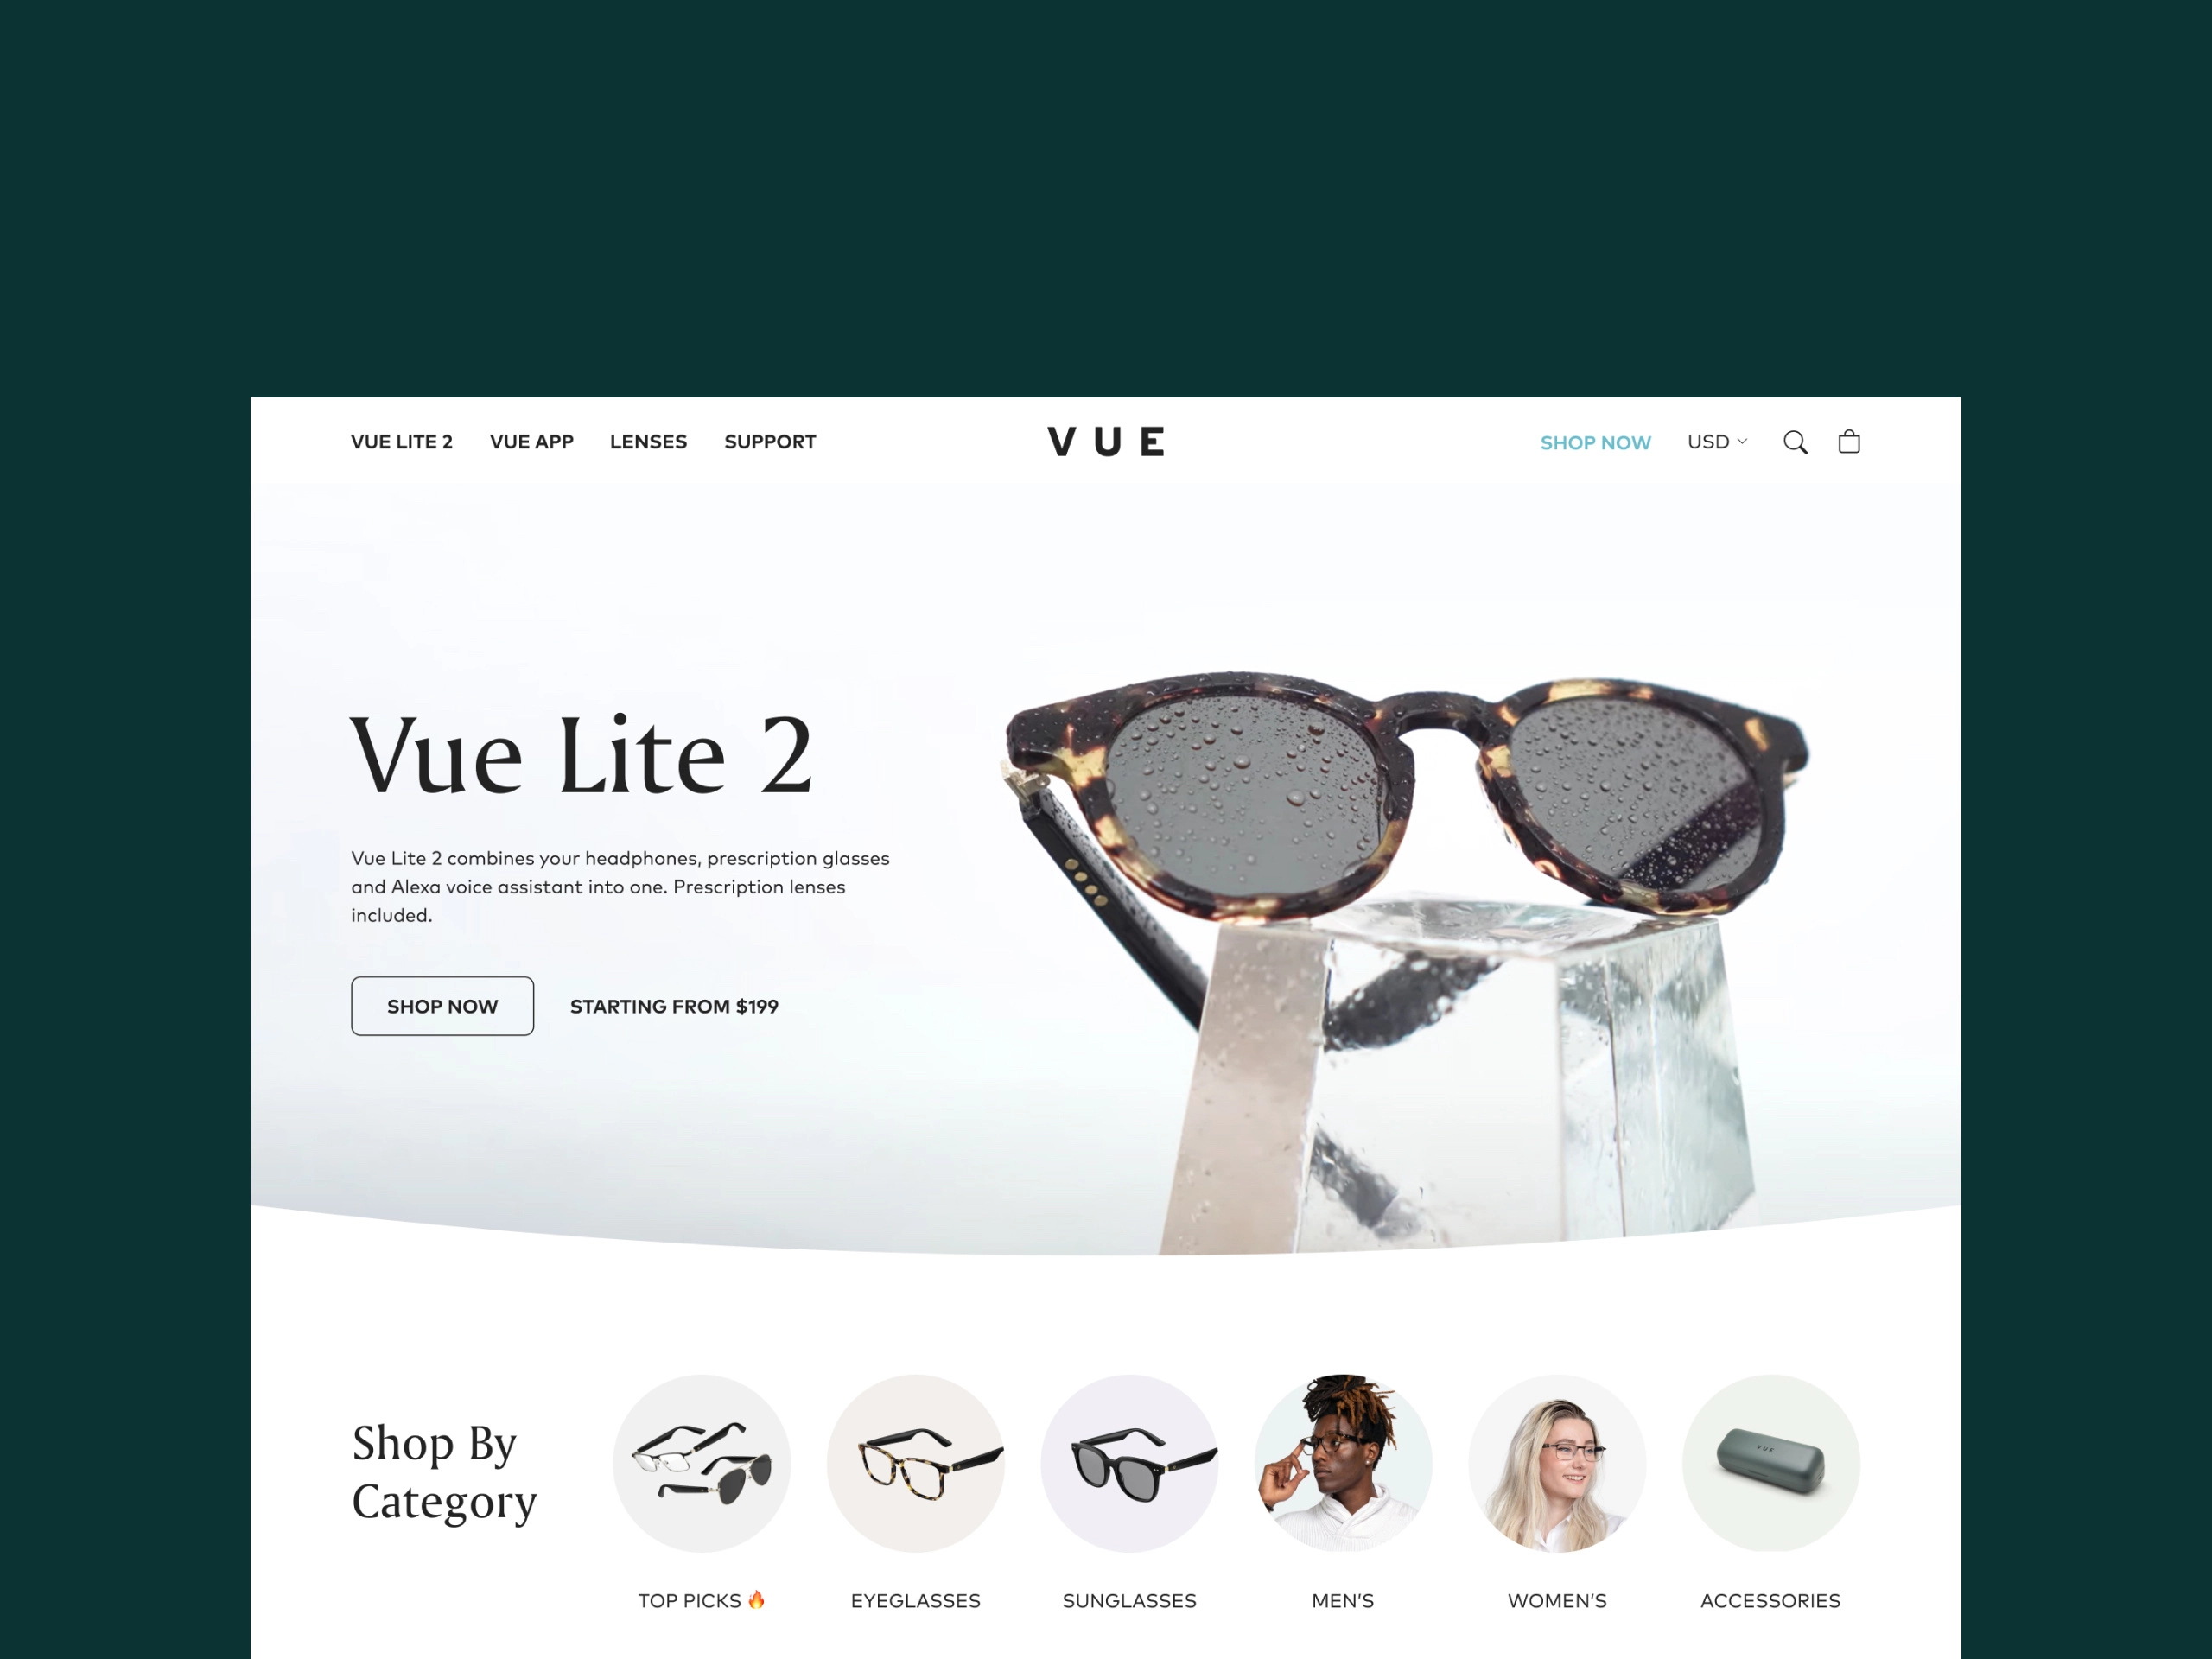 VUE LITE 2 VUE APP LENSES SUPPORT VUE SHOP NOW USD
Vue Lite 2
Vue Lite 2 combines your headphones, prescription glasses
and Alexa voice assistant into one. Prescription lenses
included.
SHOP NOW STARTING FROM $199
Shop By
Category
VUE
TOP PICKS 🔥 EYEGLASSES SUNGLASSES MEN’S WOMEN’S ACCESSORIES